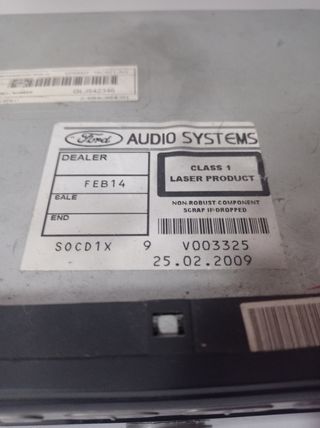 Ford AUDIO SYSTEMS
DEALER
FEB14
SALE
END
CLASS 1
LASER PRODUCT
NON-ROBUST COMPONENT
SCRAP IF DROPPED
SOCD1X 9 V003325
25.02.2009